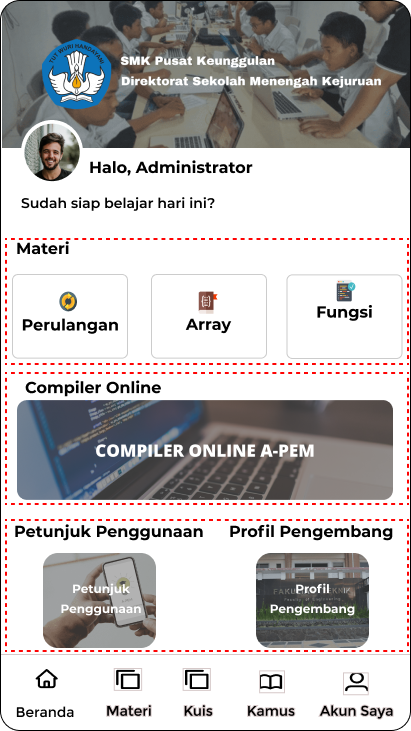 TUT WURI HANDAYANI
SMK Pusat Keunggulan
Direktorat Sekolah Menengah Kejuruan
Halo, Administrator
Sudah siap belajar hari ini?
Materi
Perulangan
Array
Fungsi
Compiler Online
COMPILER ONLINE A-PEM
Petunjuk Penggunaan
Profil Pengembang
Petunjuk
Penggunaan
Profil
Pengembang
Beranda
Materi
Kuis
Kamus
Akun Saya